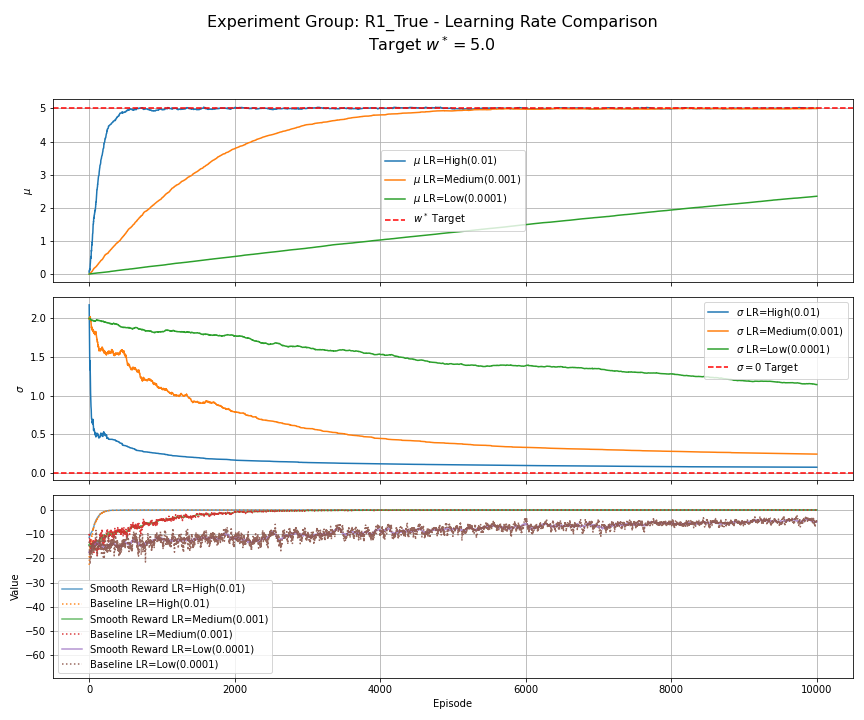 Experiment Group: R1_True - Learning Rate Comparison
Target w* = 5.0
5
4
3
2
1
0
μ
μ LR=High(0.01)
μ LR=Medium(0.001)
μ LR=Low(0.0001)
w* Target
2.0
1.5
1.0
0.5
0.0
σ
σ LR=High(0.01)
σ LR=Medium(0.001)
σ LR=Low(0.0001)
σ = 0 Target
0
−10
−20
−30
−40
−50
−60
Value
Smooth Reward LR=High(0.01)
Baseline LR=High(0.01)
Smooth Reward LR=Medium(0.001)
Baseline LR=Medium(0.001)
Smooth Reward LR=Low(0.0001)
Baseline LR=Low(0.0001)
0 2000 4000 6000 8000 10000
Episode